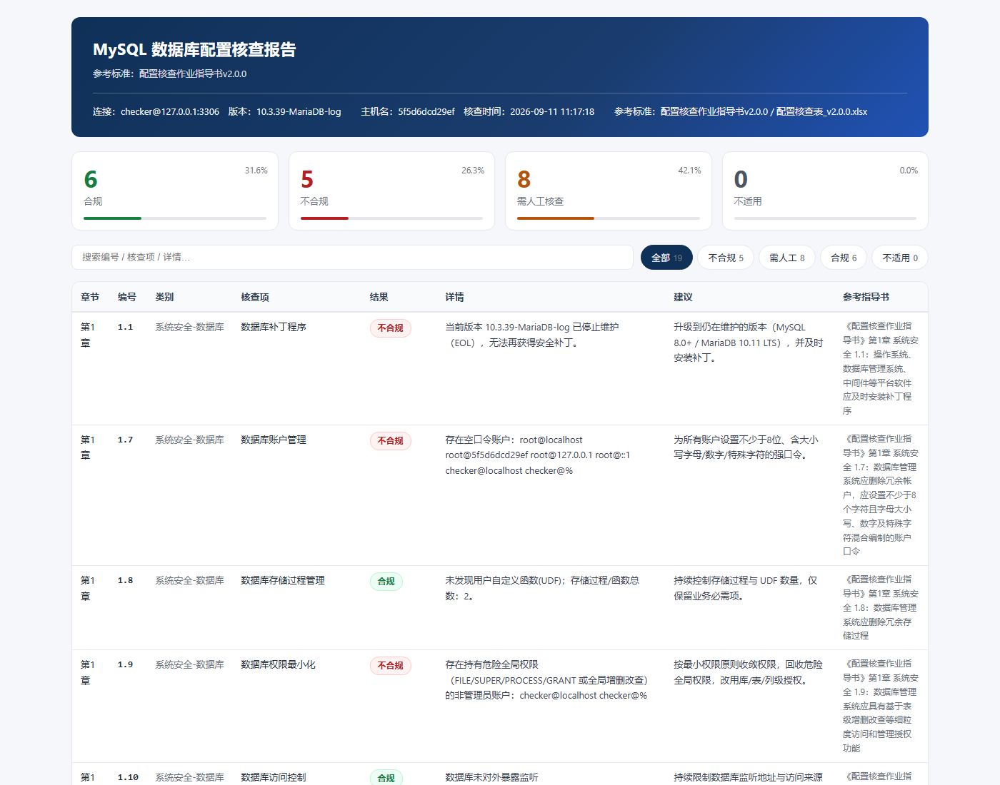 MySQL 数据库配置核查报告
参考标准：配置核查作业指导书v2.0.0
连接：checker@127.0.0.1:3306 版本：10.3.39-MariaDB-log 主机名：5f5d6dcd29ef 核查时间：2026-09-11 11:17:18 参考标准：配置核查作业指导书v2.0.0 / 配置核查表_v2.0.0.xlsx
6 31.6%
合规
5 26.3%
不合规
8 42.1%
需人工核查
0 0.0%
不适用
搜索编号 / 核查项 / 详情…
全部 19 不合规 5 需人工 8 合规 6 不适用 0
章节 编号 类别 核查项 结果 详情 建议 参考指导书
第1
章
1.1
系统安全-数据库
数据库补丁程序
不合规
当前版本 10.3.39-MariaDB-log 已停止维护
（EOL），无法再获得安全补丁。
升级到仍在维护的版本（MySQL
8.0+ / MariaDB 10.11 LTS），并及时
安装补丁。
《配置核查作业指
导书》第1章 系统安
全 1.1：操作系统、
数据库管理系统、
中间件等平台软件
应及时安装补丁程
序
第1
章
1.7
系统安全-数据库
数据库账户管理
不合规
存在空口令账户：root@localhost
root@5f5d6dcd29ef root@127.0.0.1 root@::1
checker@localhost checker@%
为所有账户设置不少于8位、含大小
写字母/数字/特殊字符的强口令。
《配置核查作业指
导书》第1章 系统安
全 1.7：数据库管理
系统应删除冗余帐
户，应设置不少于8
个字符且字母大小
写、数字及特殊字
符混合编制的账户
口令
第1
章
1.8
系统安全-数据库
数据库存储过程管理
合规
未发现用户自定义函数(UDF)；存储过程/函数总
数：2。
持续控制存储过程与 UDF 数量，仅
保留业务必需项。
《配置核查作业指
导书》第1章 系统安
全 1.8：数据库管理
系统应删除冗余存
储过程
第1
章
1.9
系统安全-数据库
数据库权限最小化
不合规
存在持有危险全局权限
（FILE/SUPER/PROCESS/GRANT 或全局增删改查）
的非管理员账户：checker@localhost checker@%
按最小权限原则收敛权限，回收危险
全局权限，改用库/表/列级授权。
《配置核查作业指
导书》第1章 系统安
全 1.9：数据库管理
系统应具有基于表
级增删改查等细粒
度访问和管理授权
功能
第1
1.10
系统安全-数据库
数据库访问控制
合规
数据库未对外暴露监听
持续限制数据库监听地址与访问来源
《配置核查作业指